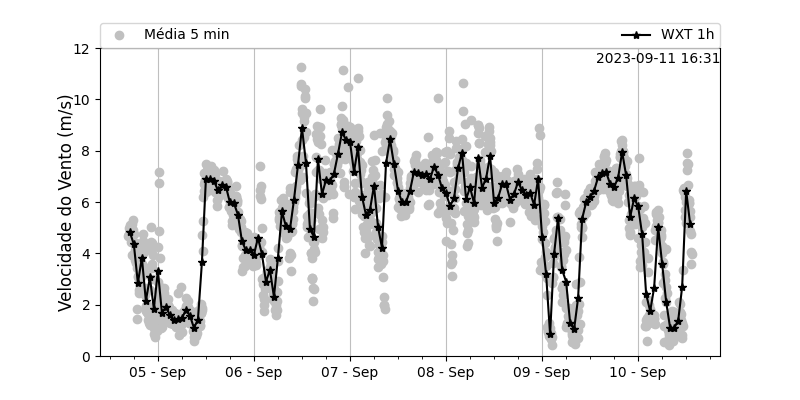 Média 5 min
WXT 1h
2023-09-11 16:31
Velocidade do Vento (m/s)
12
10
8
6
4
2
0
05 - Sep
06 - Sep
07 - Sep
08 - Sep
09 - Sep
10 - Sep